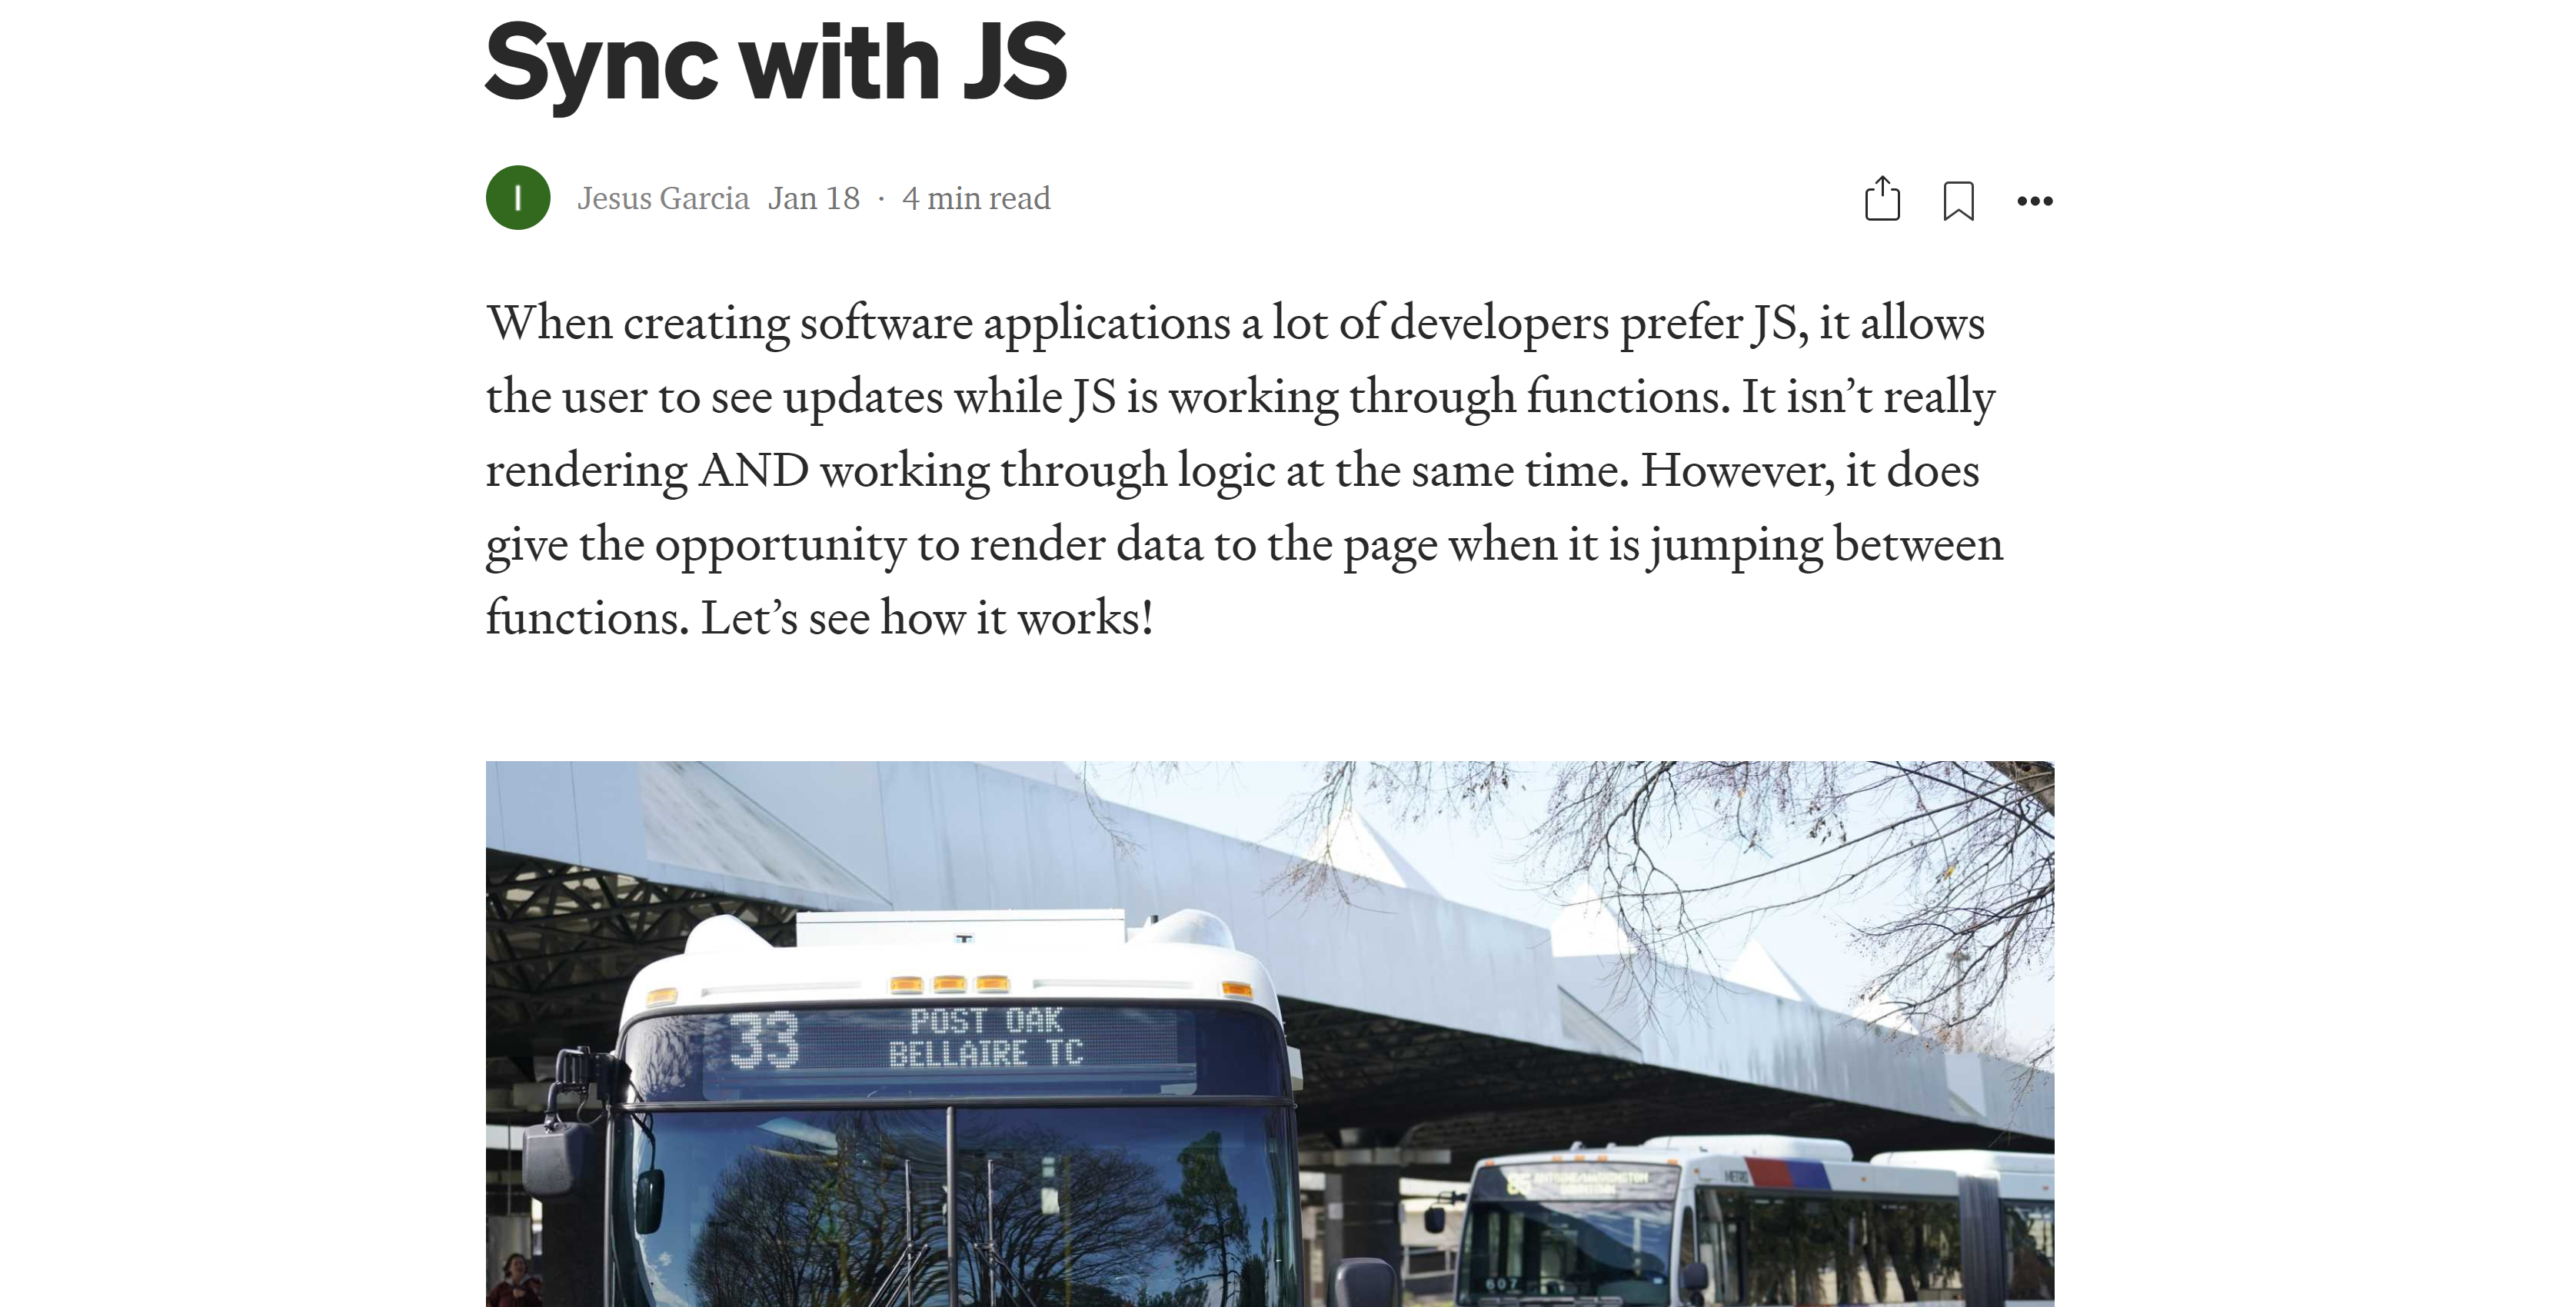 Sync with JS
I
Jesus Garcia Jan 18 · 4 min read
When creating software applications a lot of developers prefer JS, it allows
the user to see updates while JS is working through functions. It isn’t really
rendering AND working through logic at the same time. However, it does
give the opportunity to render data to the page when it is jumping between
functions. Let’s see how it works!
33 POST OAK
BELLAIRE TC
METRO
607